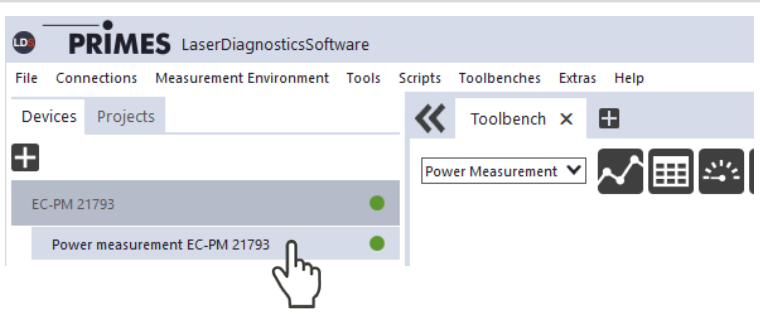 LDS PRiMES LaserDiagnosticsSoftware
File Connections Measurement Environment Tools Scripts Toolbenches Extras Help
Devices Projects
Toolbench
Power Measurement
EC-PM 21793
Power measurement EC-PM 21793